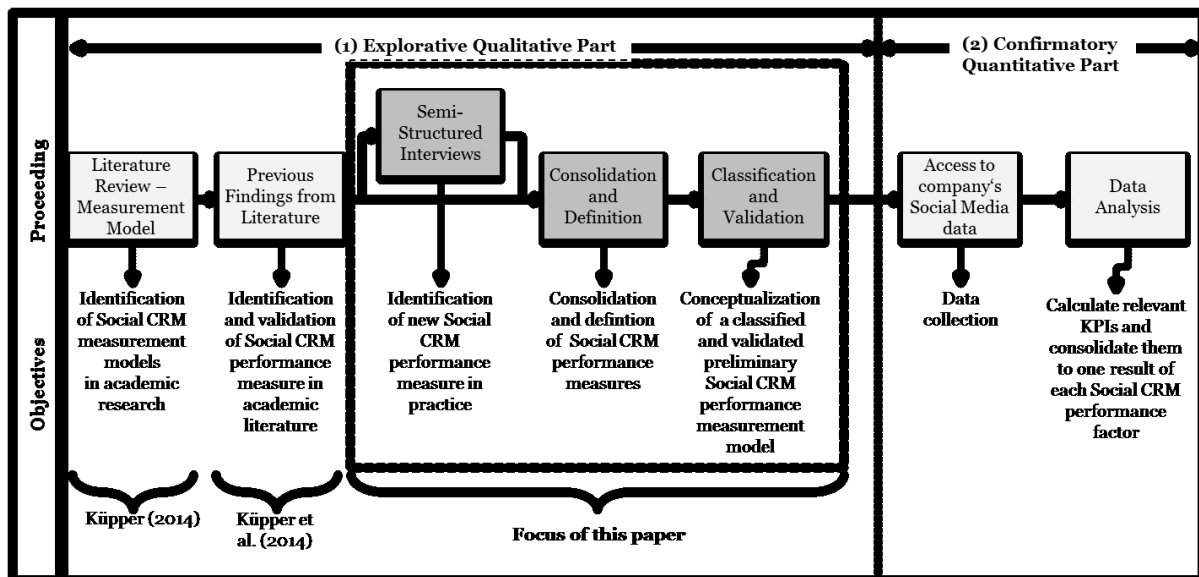 (1) Explorative Qualitative Part
(2) Confirmatory
Quantitative Part
Proceeding
Literature
Review –
Measurement
Model
Previous
Findings from
Literature
Semi-
Structured
Interviews
Consolidation
and
Definition
Classification
and
Validation
Access to
company‘s
Social Media
data
Data
Analysis
Objectives
Identification
of Social CRM
measurement
models
in academic
research
Identification
and validation
of Social CRM
performance
measure in
academic
literature
Identification
of new Social
CRM
performance
measure in
practice
Consolidation
and defintion
of Social CRM
performance
measures
Conceptualization
of a classified
and validated
preliminary
Social CRM
performance
measurement
model
Data
collection
Calculate relevant
KPIs and
consolidate them
to one result of
each Social CRM
performance
factor
Küpper (2014)
Küpper et
al. (2014)
Focus of this paper